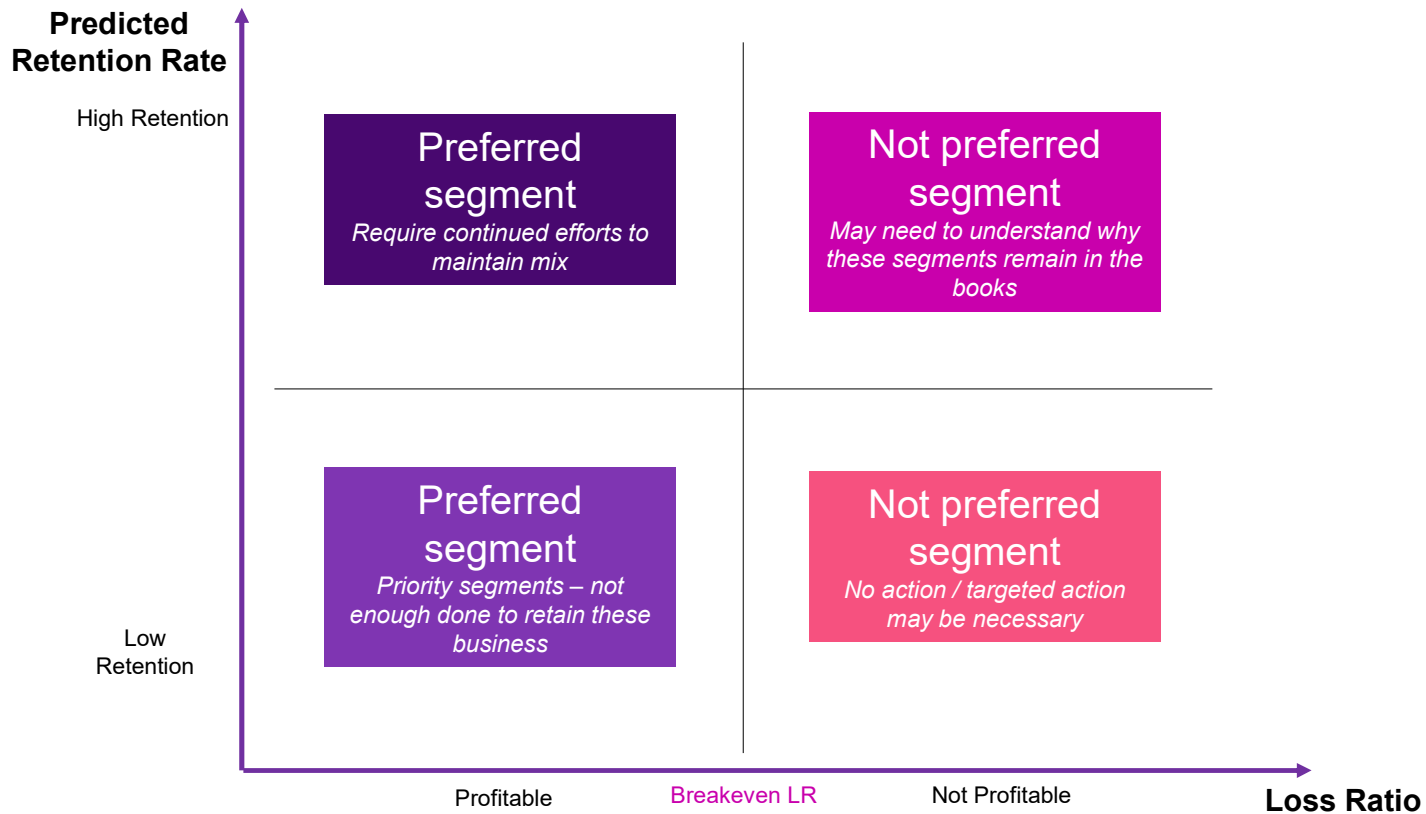 Predicted
Retention Rate
High Retention
Preferred
segment
Require continued efforts to
maintain mix
Not preferred
segment
May need to understand why
these segments remain in the
books
Preferred
segment
Priority segments – not
enough done to retain these
business
Not preferred
segment
No action / targeted action
may be necessary
Low
Retention
Profitable
Breakeven LR
Not Profitable
Loss Ratio